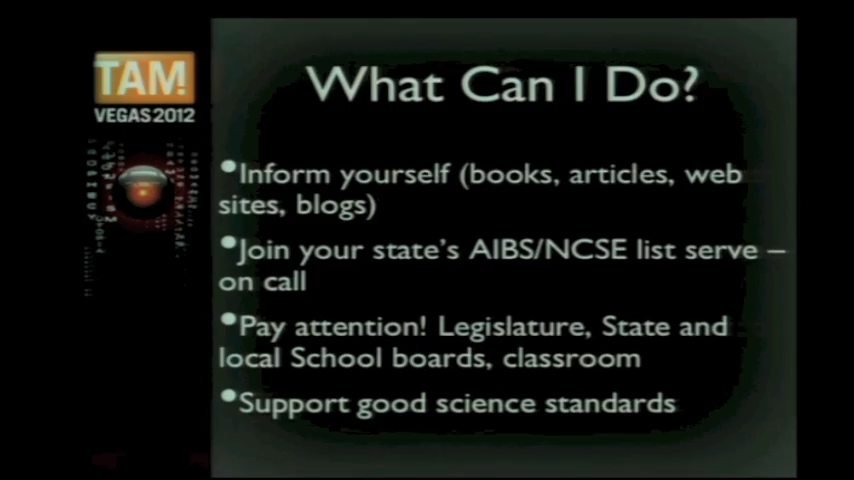 TAM!
VEGAS 2012
What Can I Do?
•Inform yourself (books, articles, web
sites, blogs)
•Join your state's AIBS/NCSE list serve –
on call
•Pay attention! Legislature, State and
local School boards, classroom
•Support good science standards